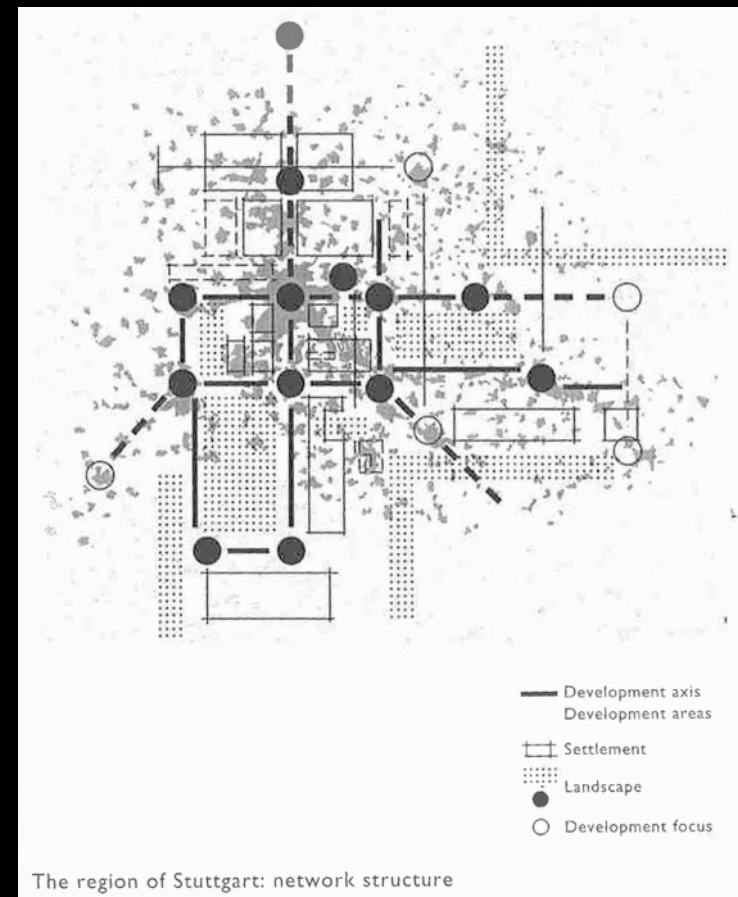 Development axis
Development areas
Settlement
Landscape
Development focus
The region of Stuttgart: network structure